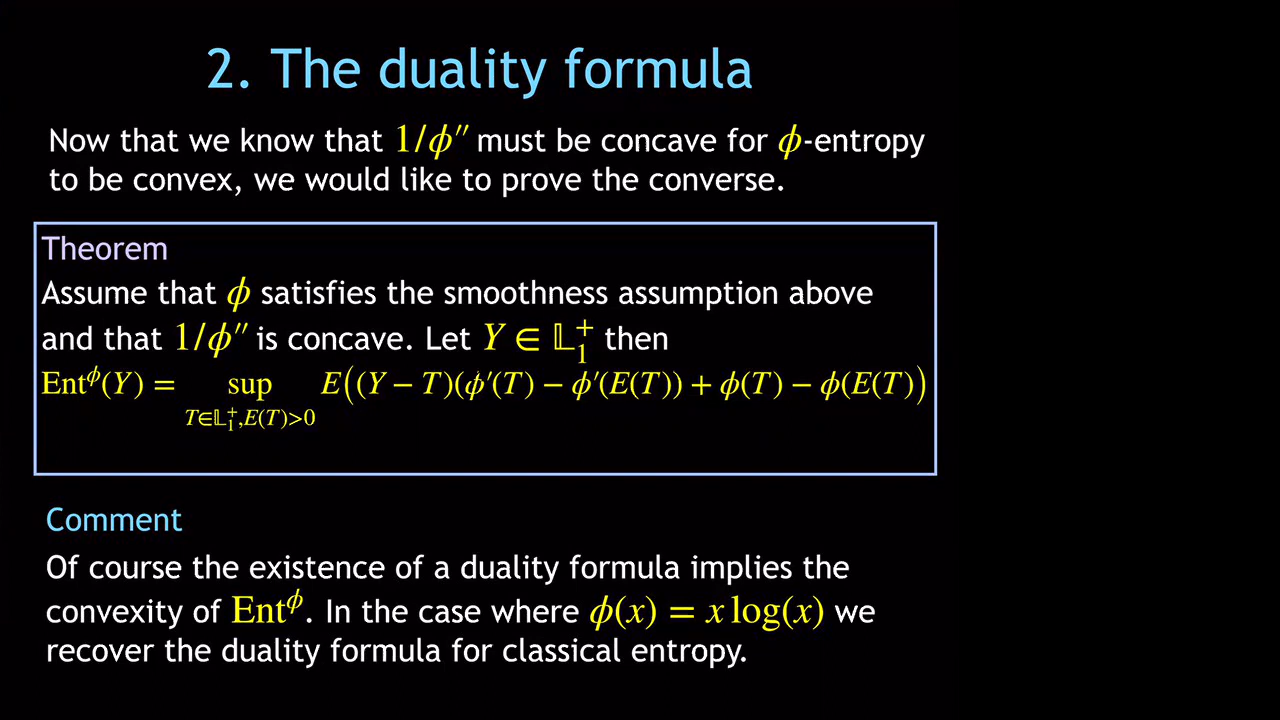 2. The duality formula
Now that we know that 1/ϕ″ must be concave for ϕ-entropy
to be convex, we would like to prove the converse.
Theorem
Assume that ϕ satisfies the smoothness assumption above
and that 1/ϕ″ is concave. Let Y ∈ 𝕃₁⁺ then
Ent^ϕ(Y) = sup E((Y − T)(ϕ′(T) − ϕ′(E(T)) + ϕ(T) − ϕ(E(T))
T∈𝕃₁⁺,E(T)>0
Comment
Of course the existence of a duality formula implies the
convexity of Ent^ϕ. In the case where ϕ(x) = x log(x) we
recover the duality formula for classical entropy.